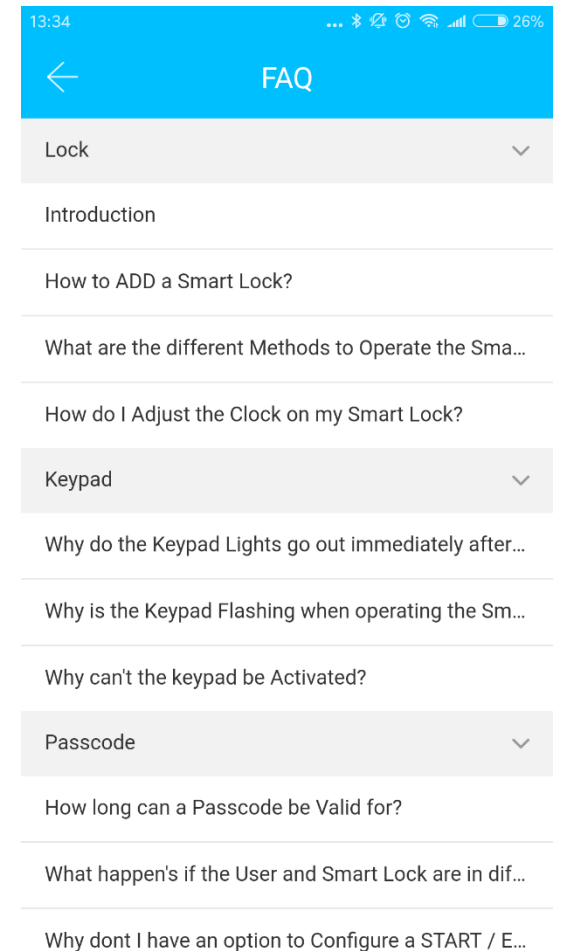 13:34
... 26%
FAQ
Lock
Introduction
How to ADD a Smart Lock?
What are the different Methods to Operate the Sma...
How do I Adjust the Clock on my Smart Lock?
Keypad
Why do the Keypad Lights go out immediately after...
Why is the Keypad Flashing when operating the Sm...
Why can't the keypad be Activated?
Passcode
How long can a Passcode be Valid for?
What happen's if the User and Smart Lock are in dif...
Why dont I have an option to Configure a START / E...